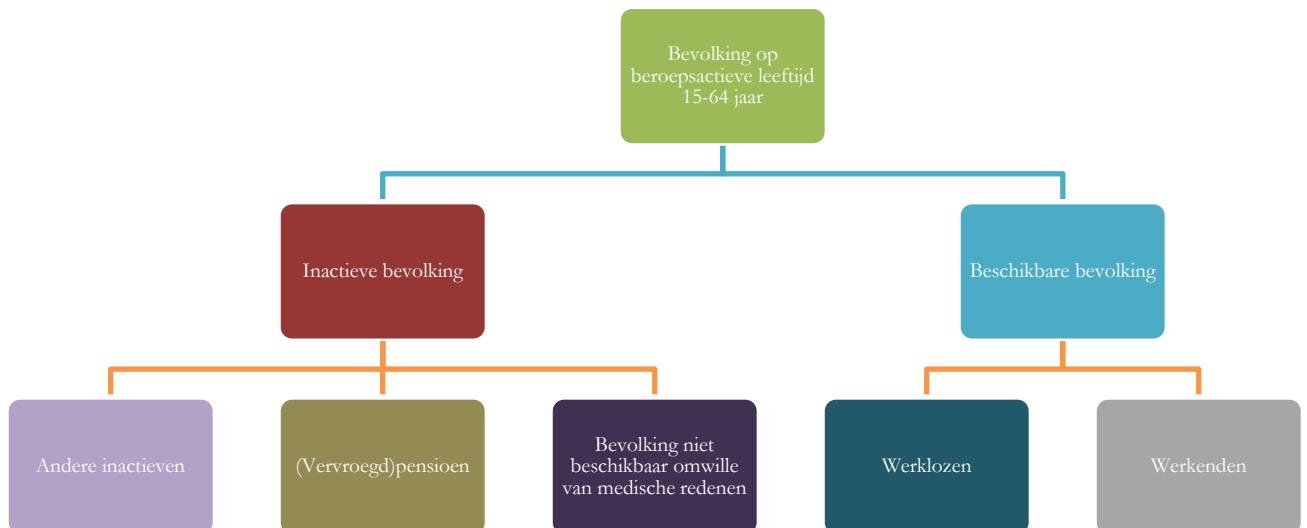 Bevolking op
beroepsactieve leeftijd
15-64 jaar
Inactieve bevolking
Beschikbare bevolking
Andere inactieven
(Vervroegd)pensioen
Bevolking niet
beschikbaar omwille
van medische redenen
Werklozen
Werkenden